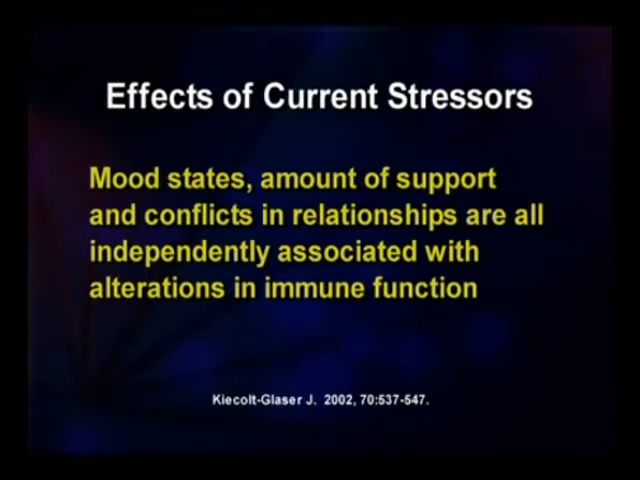 Effects of Current Stressors
Mood states, amount of support
and conflicts in relationships are all
independently associated with
alterations in immune function
Kiecolt-Glaser J. 2002, 70:537-547.